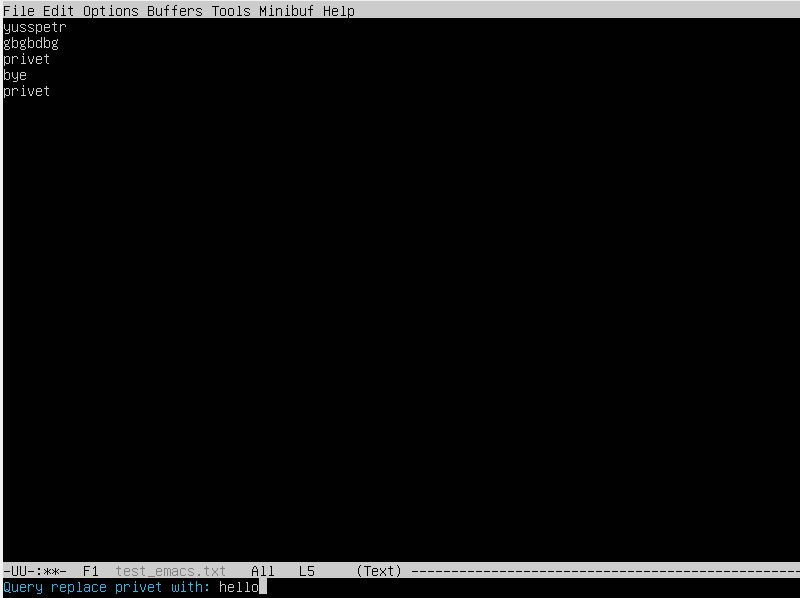 File Edit Options Buffers Tools Minibuf Help
yusspetr
gbgbdbg
privet
bye
privet
-UU-:**-  F1  test_emacs.txt   All   L5     (Text) -------------------------------------------------
Query replace privet with: hello